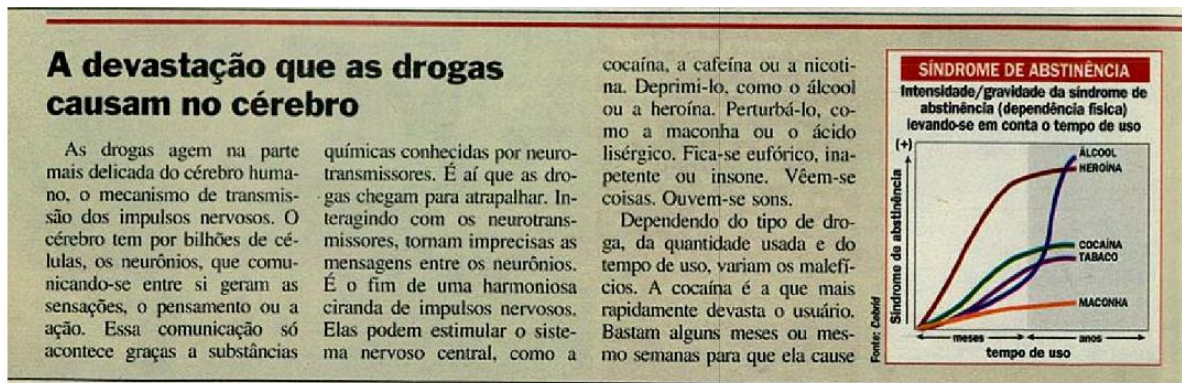 A devastação que as drogas
causam no cérebro
As drogas agem na parte
mais delicada do cérebro huma-
no, o mecanismo de transmis-
são dos impulsos nervosos. O
cérebro tem por bilhões de cé-
lulas, os neurônios, que comu-
nicando-se entre si geram as
sensações, o pensamento ou a
ação. Essa comunicação só
acontece graças a substâncias
químicas conhecidas por neuro-
transmissores. É aí que as dro-
gas chegam para atrapalhar. In-
teragindo com os neurotrans-
missores, tornam imprecisas as
mensagens entre os neurônios.
É o fim de uma harmoniosa
ciranda de impulsos nervosos.
Elas podem estimular o siste-
ma nervoso central, como a
cocaína, a cafeína ou a nicoti-
na. Deprimi-lo, como o álcool
ou a heroína. Perturbá-lo, co-
mo a maconha ou o ácido
lisérgico. Fica-se eufórico, ina-
petente ou insone. Vêem-se
coisas. Ouvem-se sons.
Dependendo do tipo de dro-
ga, da quantidade usada e do
tempo de uso, variam os malefí-
cios. A cocaína é a que mais
rapidamente devasta o usuário.
Bastam alguns meses ou mes-
mo semanas para que ela cause
SÍNDROME DE ABSTINÊNCIA
Intensidade/gravidade da síndrome de
abstinência (dependência física)
levando-se em conta o tempo de uso
(+)
Síndrome de abstinência
ÁLCOOL
HEROÍNA
COCAÍNA
TABACO
MACONHA
meses
anos
tempo de uso
Fonte: Cebrid